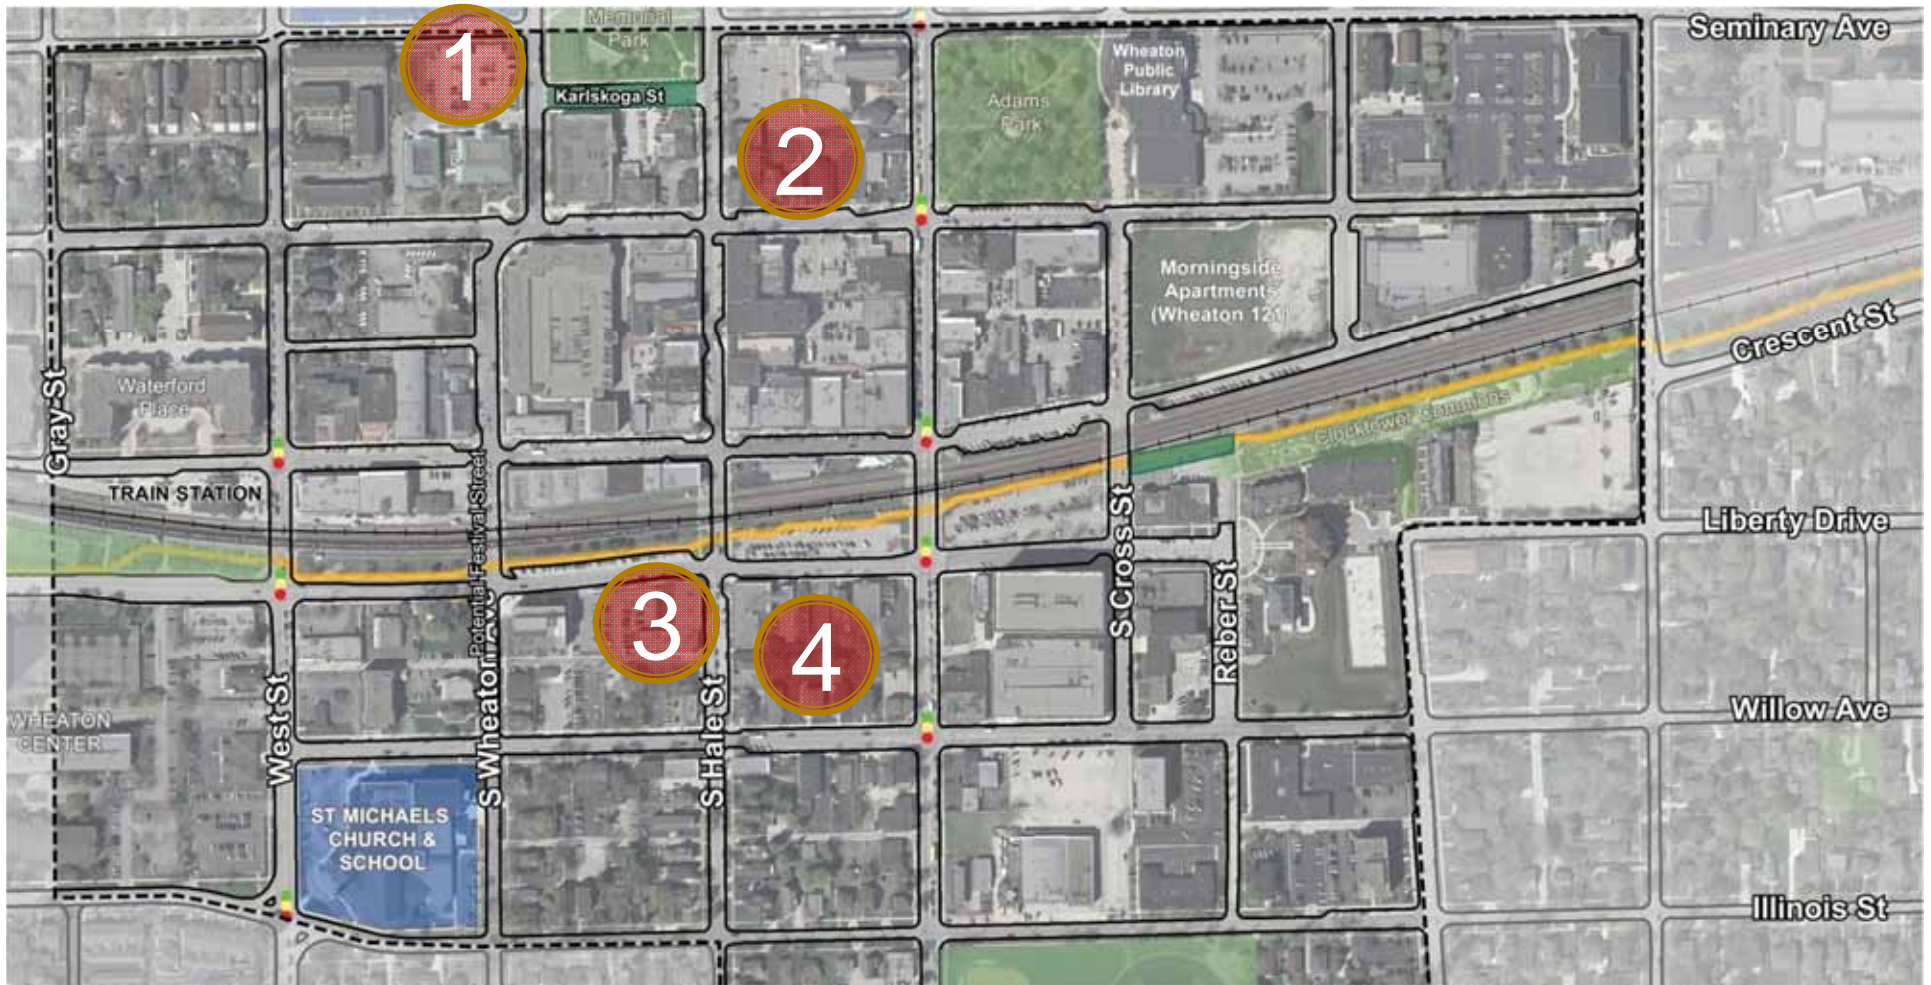 Memorial
Park
Seminary Ave
1
Wheaton
Public
Library
Karlskoga St
Adams
Park
2
Morningside
Apartments
(Wheaton 121)
Crescent St
Gray St
Waterford
Place
Clocktower Commons
TRAIN STATION
Potential Festival Street
Liberty Drive
S Cross St
Reber St
3
4
West St
S Wheaton Ave
S Hale St
WHEATON
CENTER
Willow Ave
ST MICHAELS
CHURCH &
SCHOOL
Illinois St